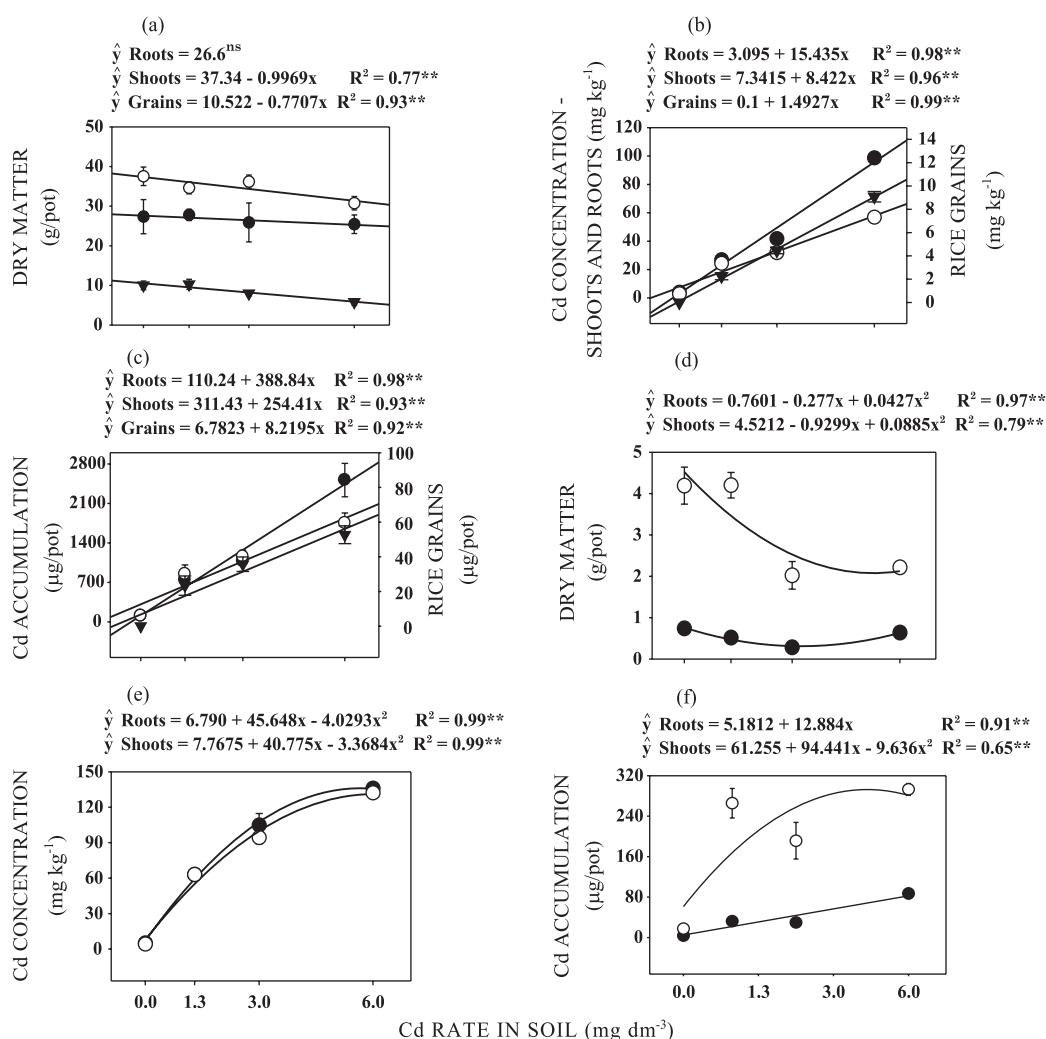 (a)
ŷ Roots = 26.6ns
ŷ Shoots = 37.34 - 0.9969x R² = 0.77**
ŷ Grains = 10.522 - 0.7707x R² = 0.93**
50
40
30
20
10
0
DRY MATTER
(g/pot)
(b)
ŷ Roots = 3.095 + 15.435x R² = 0.98**
ŷ Shoots = 7.3415 + 8.422x R² = 0.96**
ŷ Grains = 0.1 + 1.4927x R² = 0.99**
120
100
80
60
40
20
0
Cd CONCENTRATION -
SHOOTS AND ROOTS (mg kg⁻¹)
14
12
10
8
6
4
2
0
RICE GRAINS
(mg kg⁻¹)
(c)
ŷ Roots = 110.24 + 388.84x R² = 0.98**
ŷ Shoots = 311.43 + 254.41x R² = 0.93**
ŷ Grains = 6.7823 + 8.2195x R² = 0.92**
2800
2100
1400
700
0
Cd ACCUMULATION
(µg/pot)
100
80
60
40
20
0
RICE GRAINS
(µg/pot)
(d)
ŷ Roots = 0.7601 - 0.277x + 0.0427x² R² = 0.97**
ŷ Shoots = 4.5212 - 0.9299x + 0.0885x² R² = 0.79**
5
4
3
2
1
0
DRY MATTER
(g/pot)
(e)
ŷ Roots = 6.790 + 45.648x - 4.0293x² R² = 0.99**
ŷ Shoots = 7.7675 + 40.775x - 3.3684x² R² = 0.99**
150
120
90
60
30
0
Cd CONCENTRATION
(mg kg⁻¹)
0.0 1.3 3.0 6.0
(f)
ŷ Roots = 5.1812 + 12.884x R² = 0.91**
ŷ Shoots = 61.255 + 94.441x - 9.636x² R² = 0.65**
320
240
160
80
0
Cd ACCUMULATION
(µg/pot)
0.0 1.3 3.0 6.0
Cd RATE IN SOIL (mg dm⁻³)